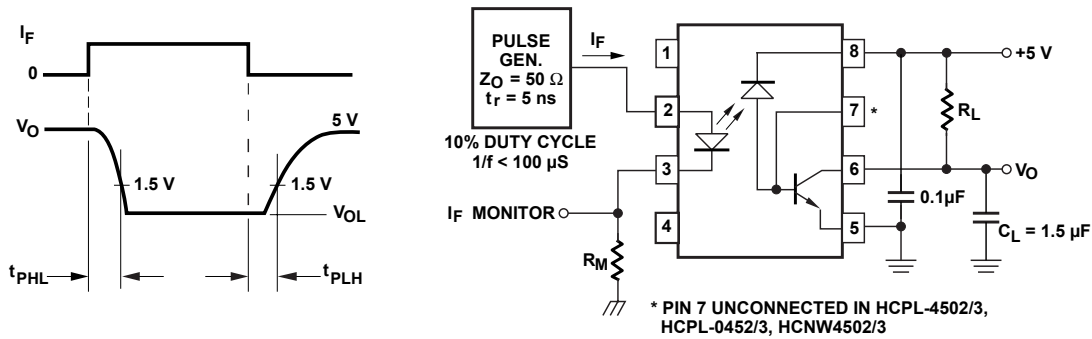 I_F
0
V_O
5 V
1.5 V
1.5 V
V_OL
t_PHL
t_PLH
PULSE
GEN.
Z_O = 50 Ω
t_r = 5 ns
10% DUTY CYCLE
1/f < 100 µS
I_F
1
2
3
4
8
7
6
5
*
+5 V
R_L
V_O
0.1µF
C_L = 1.5 µF
I_F MONITOR
R_M
* PIN 7 UNCONNECTED IN HCPL-4502/3,
HCPL-0452/3, HCNW4502/3